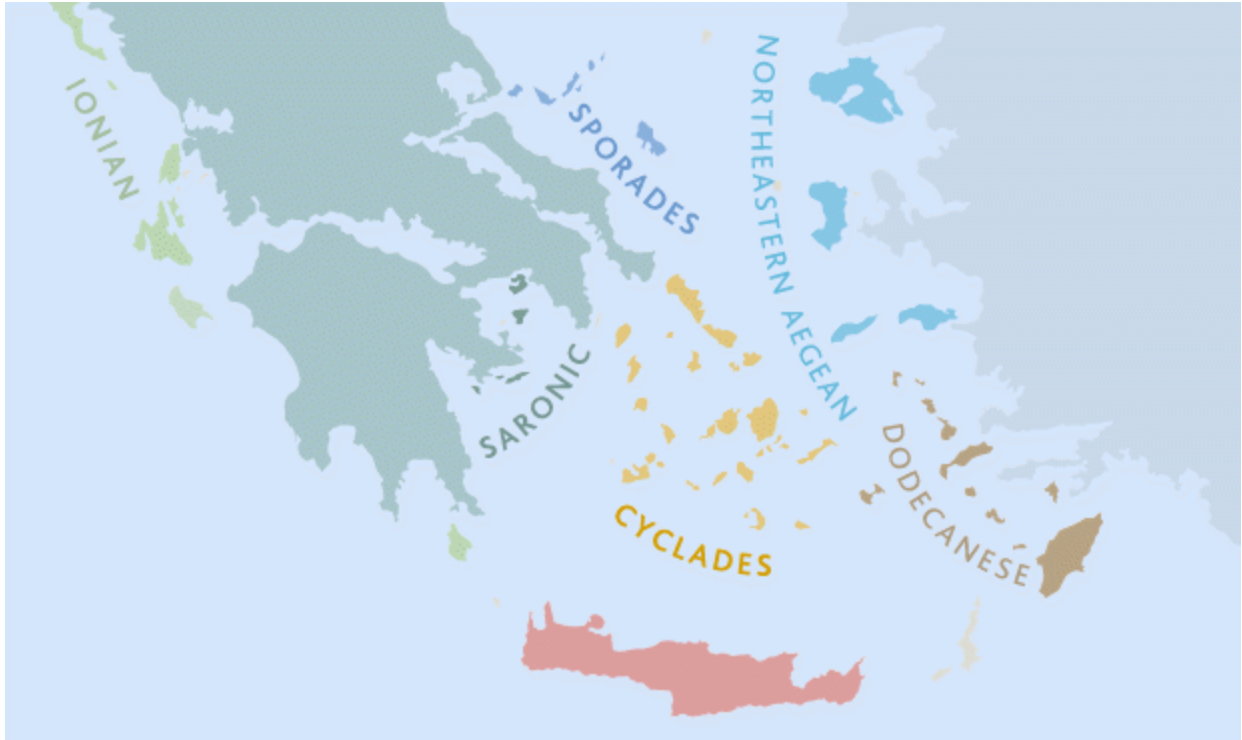 IONIAN
SPORADES
NORTHEASTERN AEGEAN
SARONIC
CYCLADES
DODECANESE